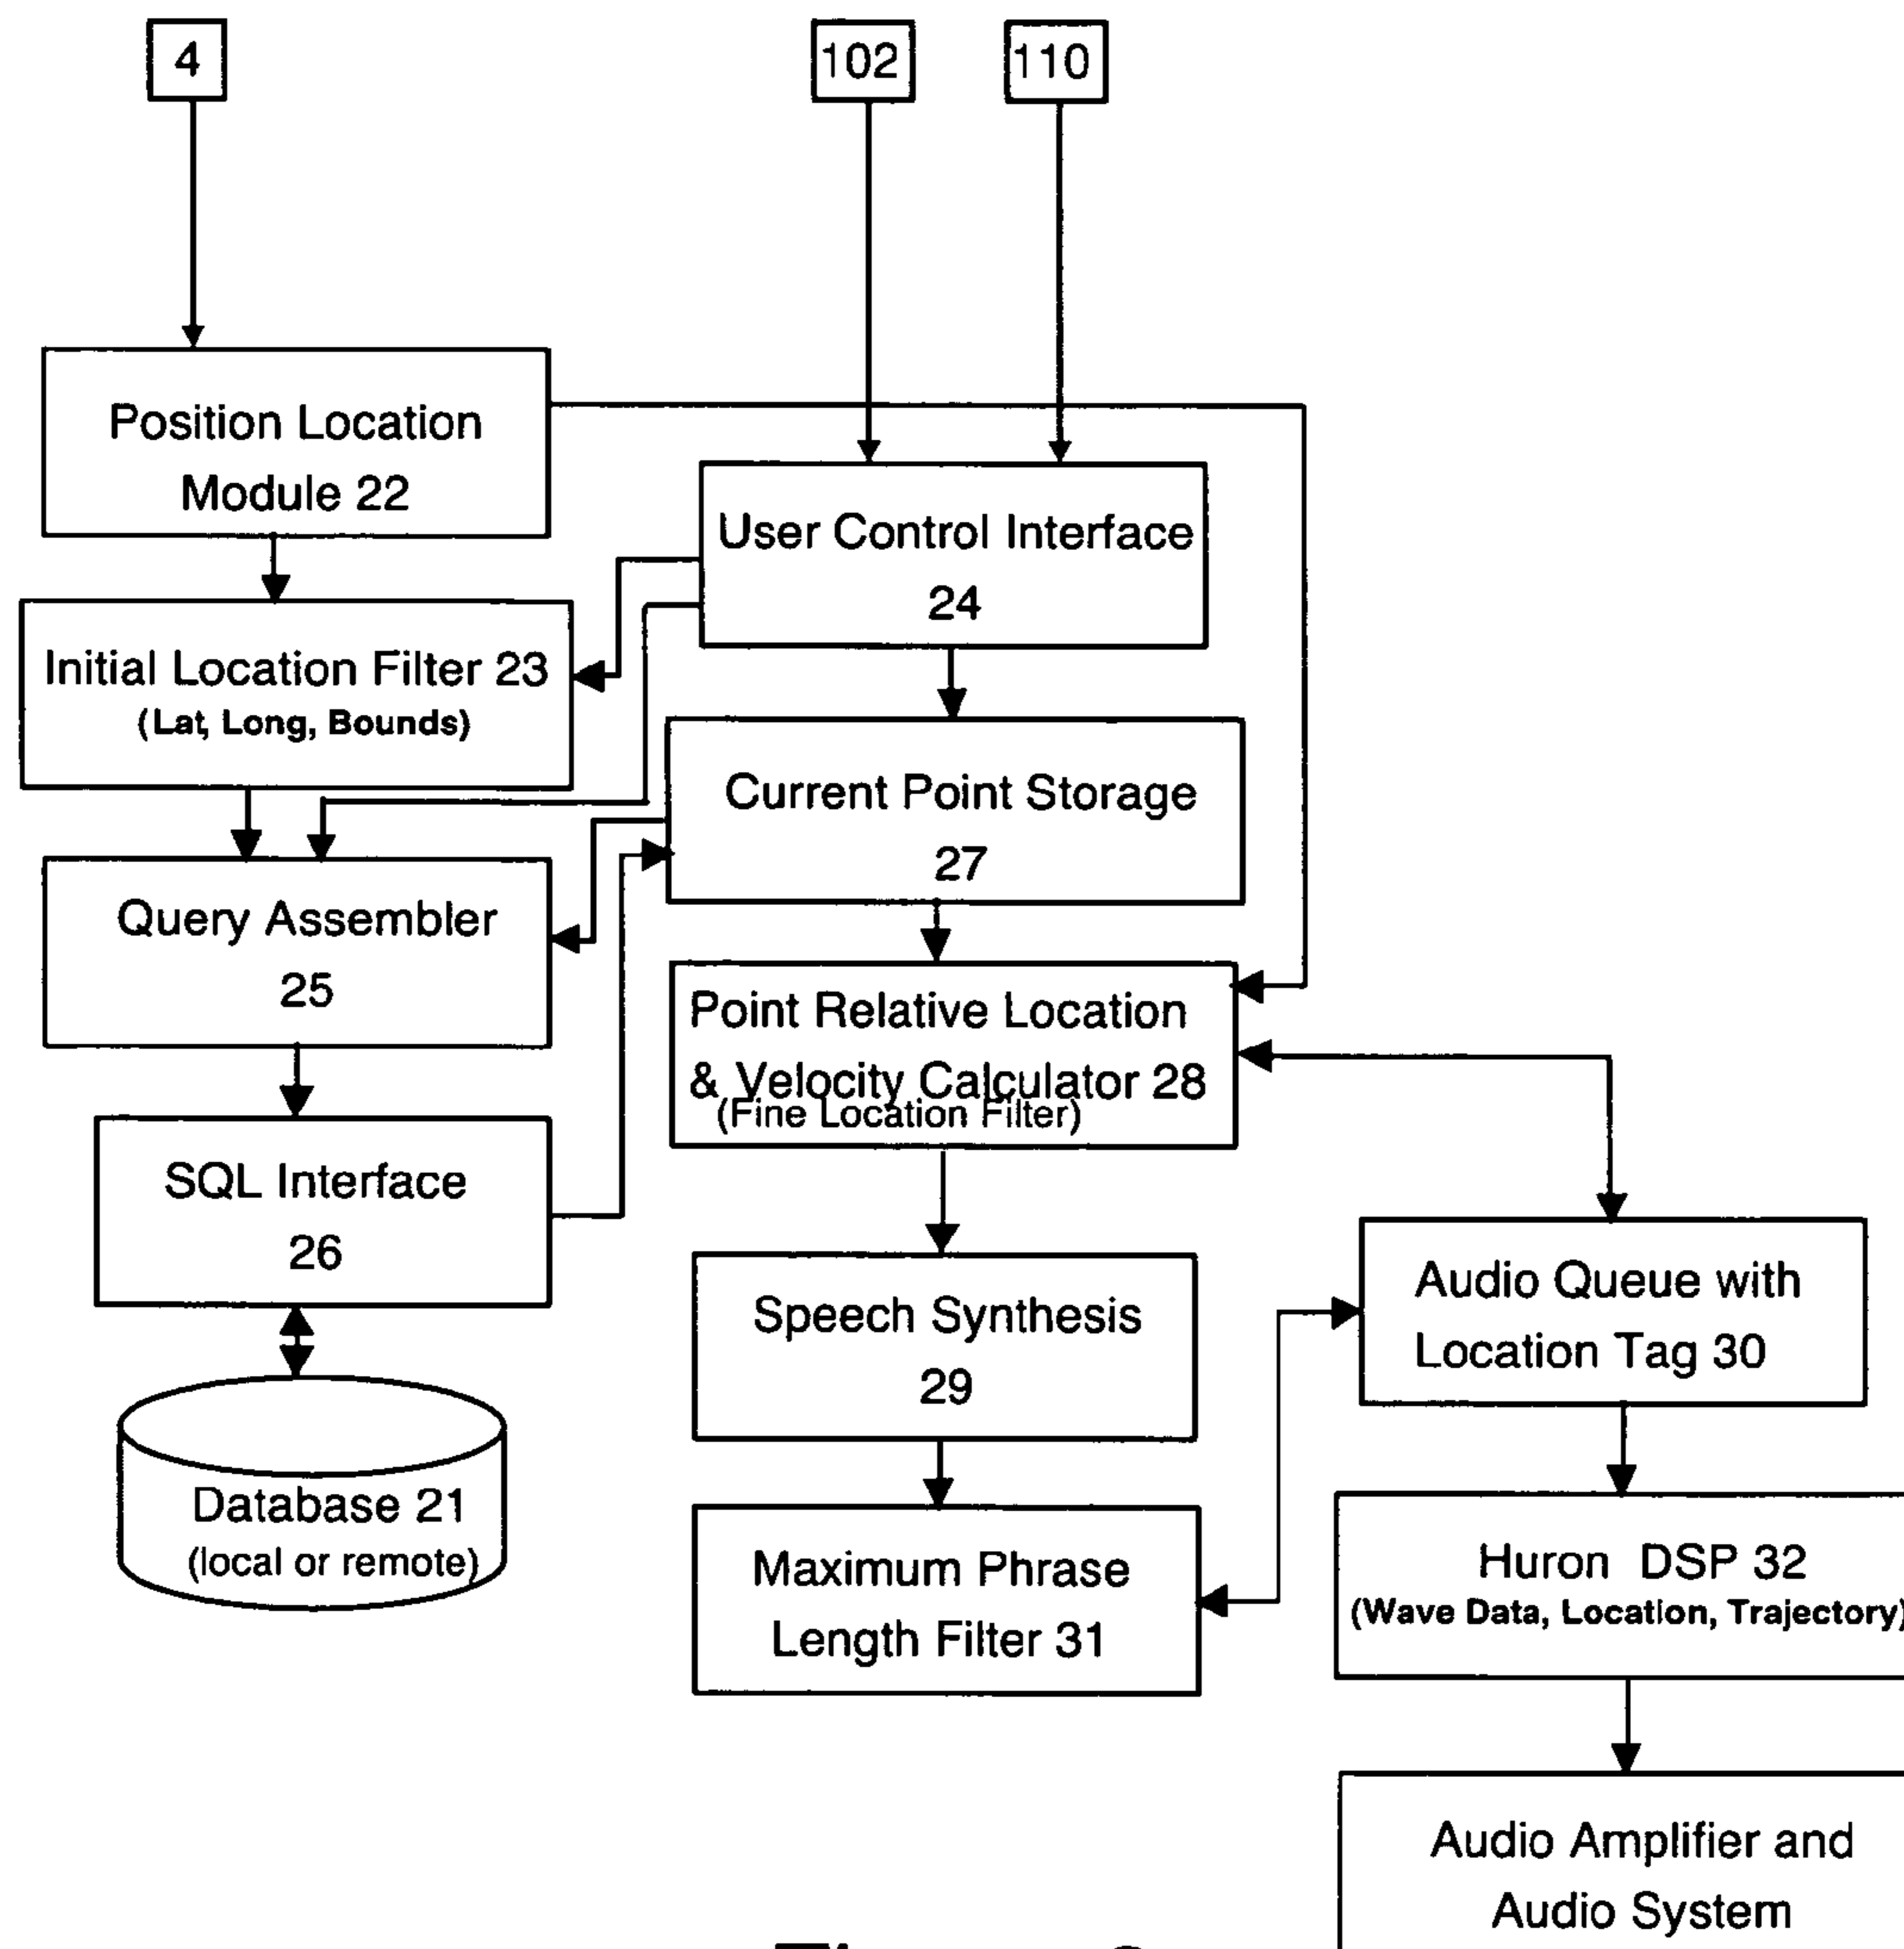 4
102
110
Position Location
Module 22
User Control Interface
24
Initial Location Filter 23
(Lat, Long, Bounds)
Current Point Storage
27
Query Assembler
25
Point Relative Location
& Velocity Calculator 28
(Fine Location Filter)
SQL Interface
26
Speech Synthesis
29
Audio Queue with
Location Tag 30
Database 21
(local or remote)
Maximum Phrase
Length Filter 31
Huron DSP 32
(Wave Data, Location, Trajectory)
Audio Amplifier and
Audio System